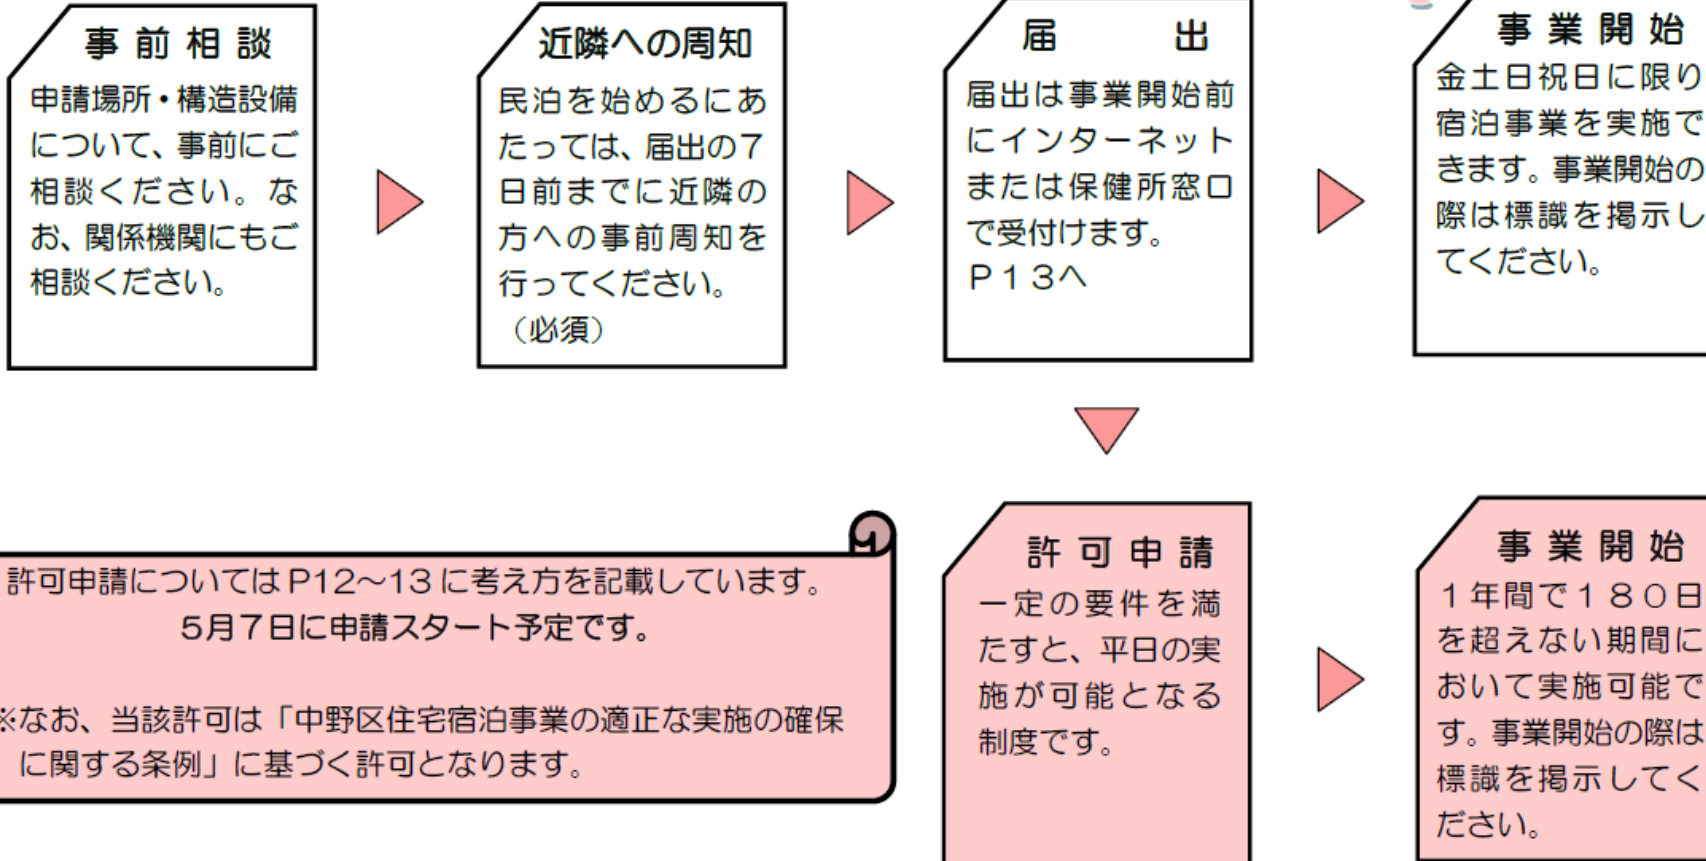 事前相談
申請場所・構造設備
について、事前にご
相談ください。な
お、関係機関にもご
相談ください。
近隣への周知
民泊を始めるにあ
たっては、届出の７
日前までに近隣の
方への事前周知を
行ってください。
（必須）
届　出
届出は事業開始前
にインターネット
または保健所窓口
で受付けます。
Ｐ１３へ
事業開始
金土日祝日に限り
宿泊事業を実施で
きます。事業開始の
際は標識を掲示し
てください。
許可申請については P12～13 に考え方を記載しています。
５月７日に申請スタート予定です。
※なお、当該許可は「中野区住宅宿泊事業の適正な実施の確保
に関する条例」に基づく許可となります。
許可申請
一定の要件を満
たすと、平日の実
施が可能となる
制度です。
事業開始
１年間で１８０日
を超えない期間に
おいて実施可能で
す。事業開始の際は
標識を掲示してく
ださい。